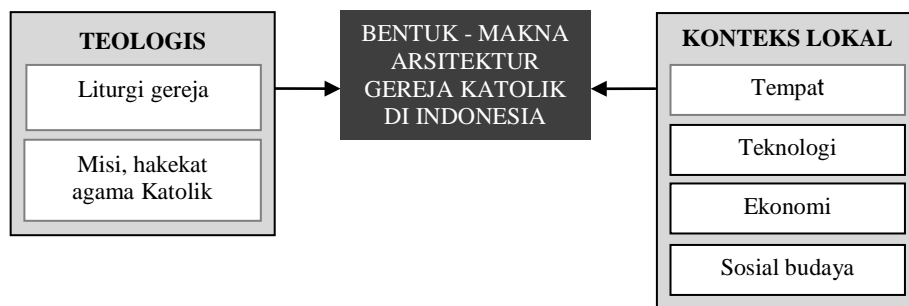 TEOLOGIS
Liturgi gereja
Misi, hakekat
agama Katolik
BENTUK - MAKNA
ARSITEKTUR
GEREJA KATOLIK
DI INDONESIA
KONTEKS LOKAL
Tempat
Teknologi
Ekonomi
Sosial budaya